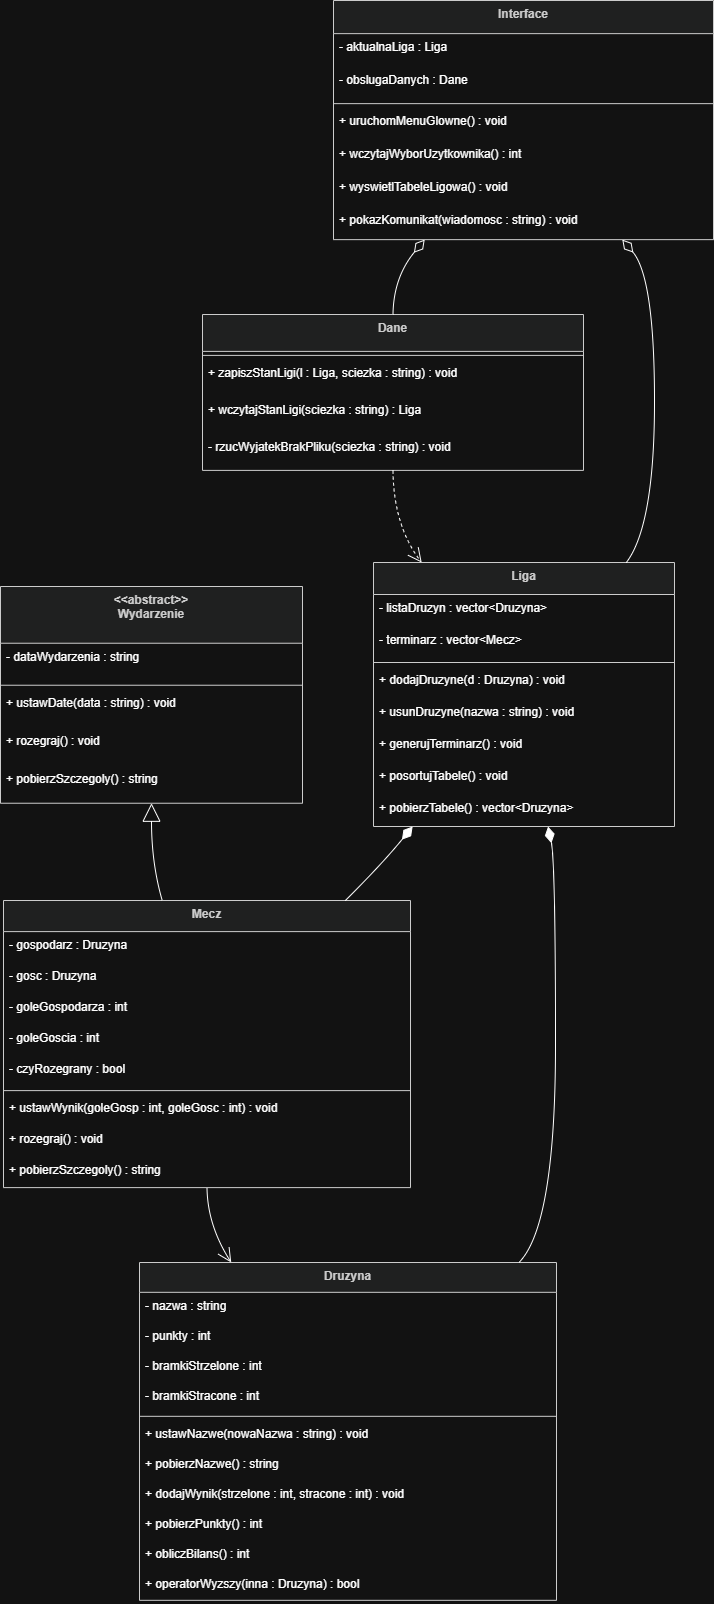 Interface
- aktualnaLiga : Liga
- obslugaDanych : Dane
+ uruchomMenuGlowne() : void
+ wczytajWyborUzytkownika() : int
+ wyswietlTabeleLigowa() : void
+ pokazKomunikat(wiadomosc : string) : void
Dane
+ zapiszStanLigi(l : Liga, sciezka : string) : void
+ wczytajStanLigi(sciezka : string) : Liga
- rzucWyjatekBrakPliku(sciezka : string) : void
Liga
- listaDruzyn : vector<Druzyna>
- terminarz : vector<Mecz>
+ dodajDruzyne(d : Druzyna) : void
+ usunDruzyne(nazwa : string) : void
+ generujTerminarz() : void
+ posortujTabele() : void
+ pobierzTabele() : vector<Druzyna>
<<abstract>>
Wydarzenie
- dataWydarzenia : string
+ ustawDate(data : string) : void
+ rozegraj() : void
+ pobierzSzczegoly() : string
Mecz
- gospodarz : Druzyna
- gosc : Druzyna
- goleGospodarza : int
- goleGoscia : int
- czyRozegrany : bool
+ ustawWynik(goleGosp : int, goleGosc : int) : void
+ rozegraj() : void
+ pobierzSzczegoly() : string
Druzyna
- nazwa : string
- punkty : int
- bramkiStrzelone : int
- bramkiStracone : int
+ ustawNazwe(nowaNazwa : string) : void
+ pobierzNazwe() : string
+ dodajWynik(strzelone : int, stracone : int) : void
+ pobierzPunkty() : int
+ obliczBilans() : int
+ operatorWyzszy(inna : Druzyna) : bool